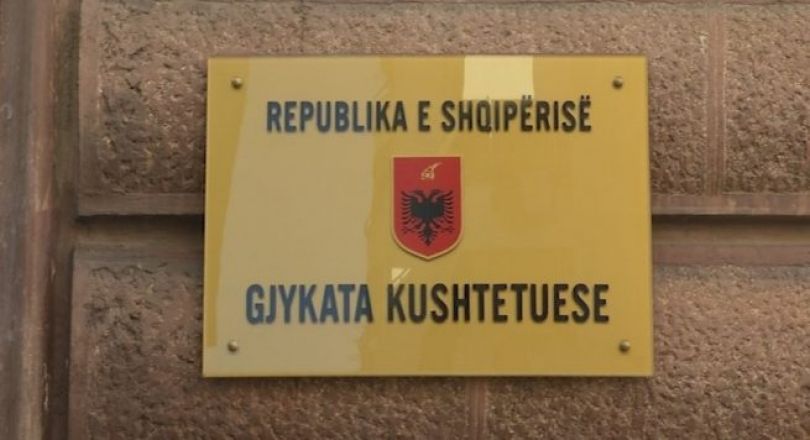 REPUBLIKA E SHQIPËRISË
GJYKATA KUSHTETUESE